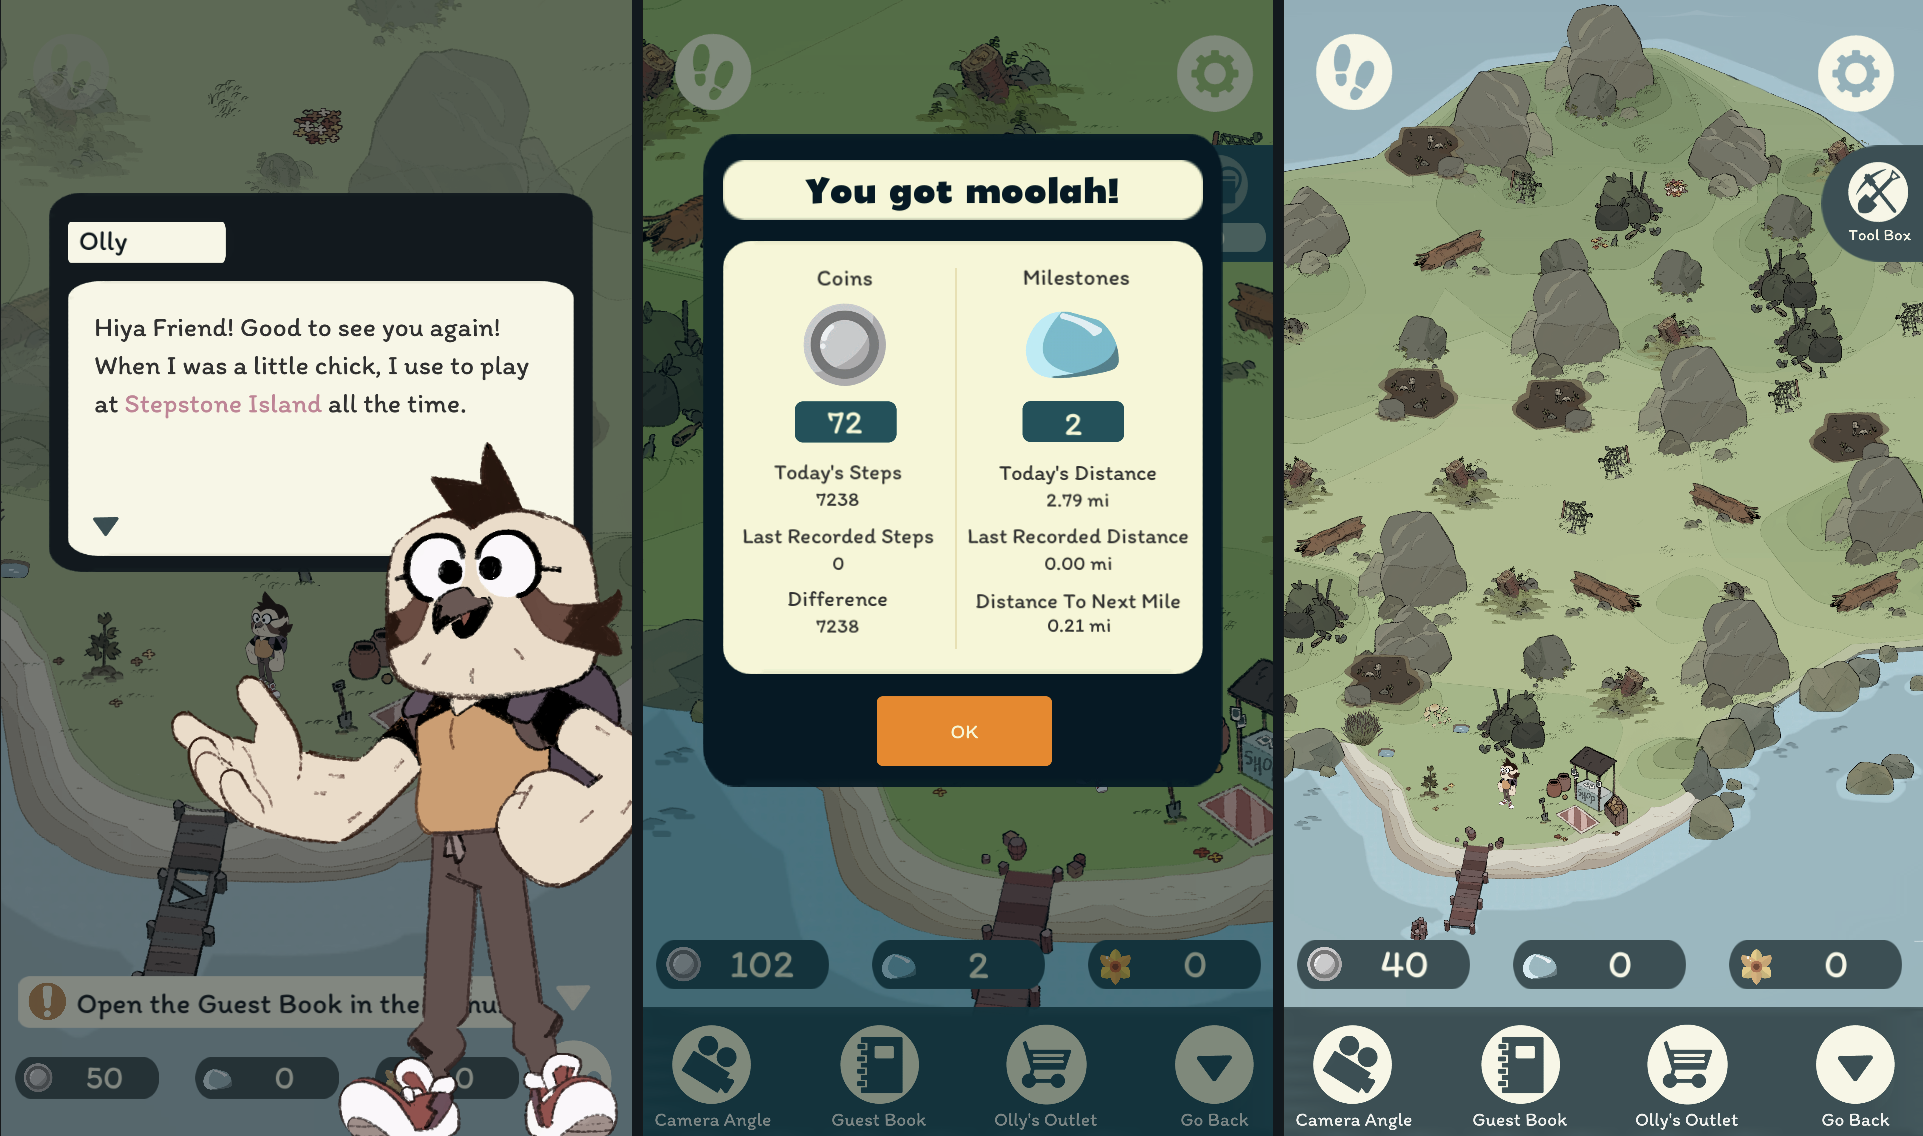 Olly
Hiya Friend! Good to see you again!
When I was a little chick, I use to play
at Stepstone Island all the time.
Open the Guest Book in the
50
0
0
You got moolah!
Coins
72
Today's Steps
7238
Last Recorded Steps
0
Difference
7238
Milestones
2
Today's Distance
2.79 mi
Last Recorded Distance
0.00 mi
Distance To Next Mile
0.21 mi
OK
SHOP
102
2
0
Camera Angle
Guest Book
Olly's Outlet
Go Back
Tool Box
SHOP
40
0
0
Camera Angle
Guest Book
Olly's Outlet
Go Back